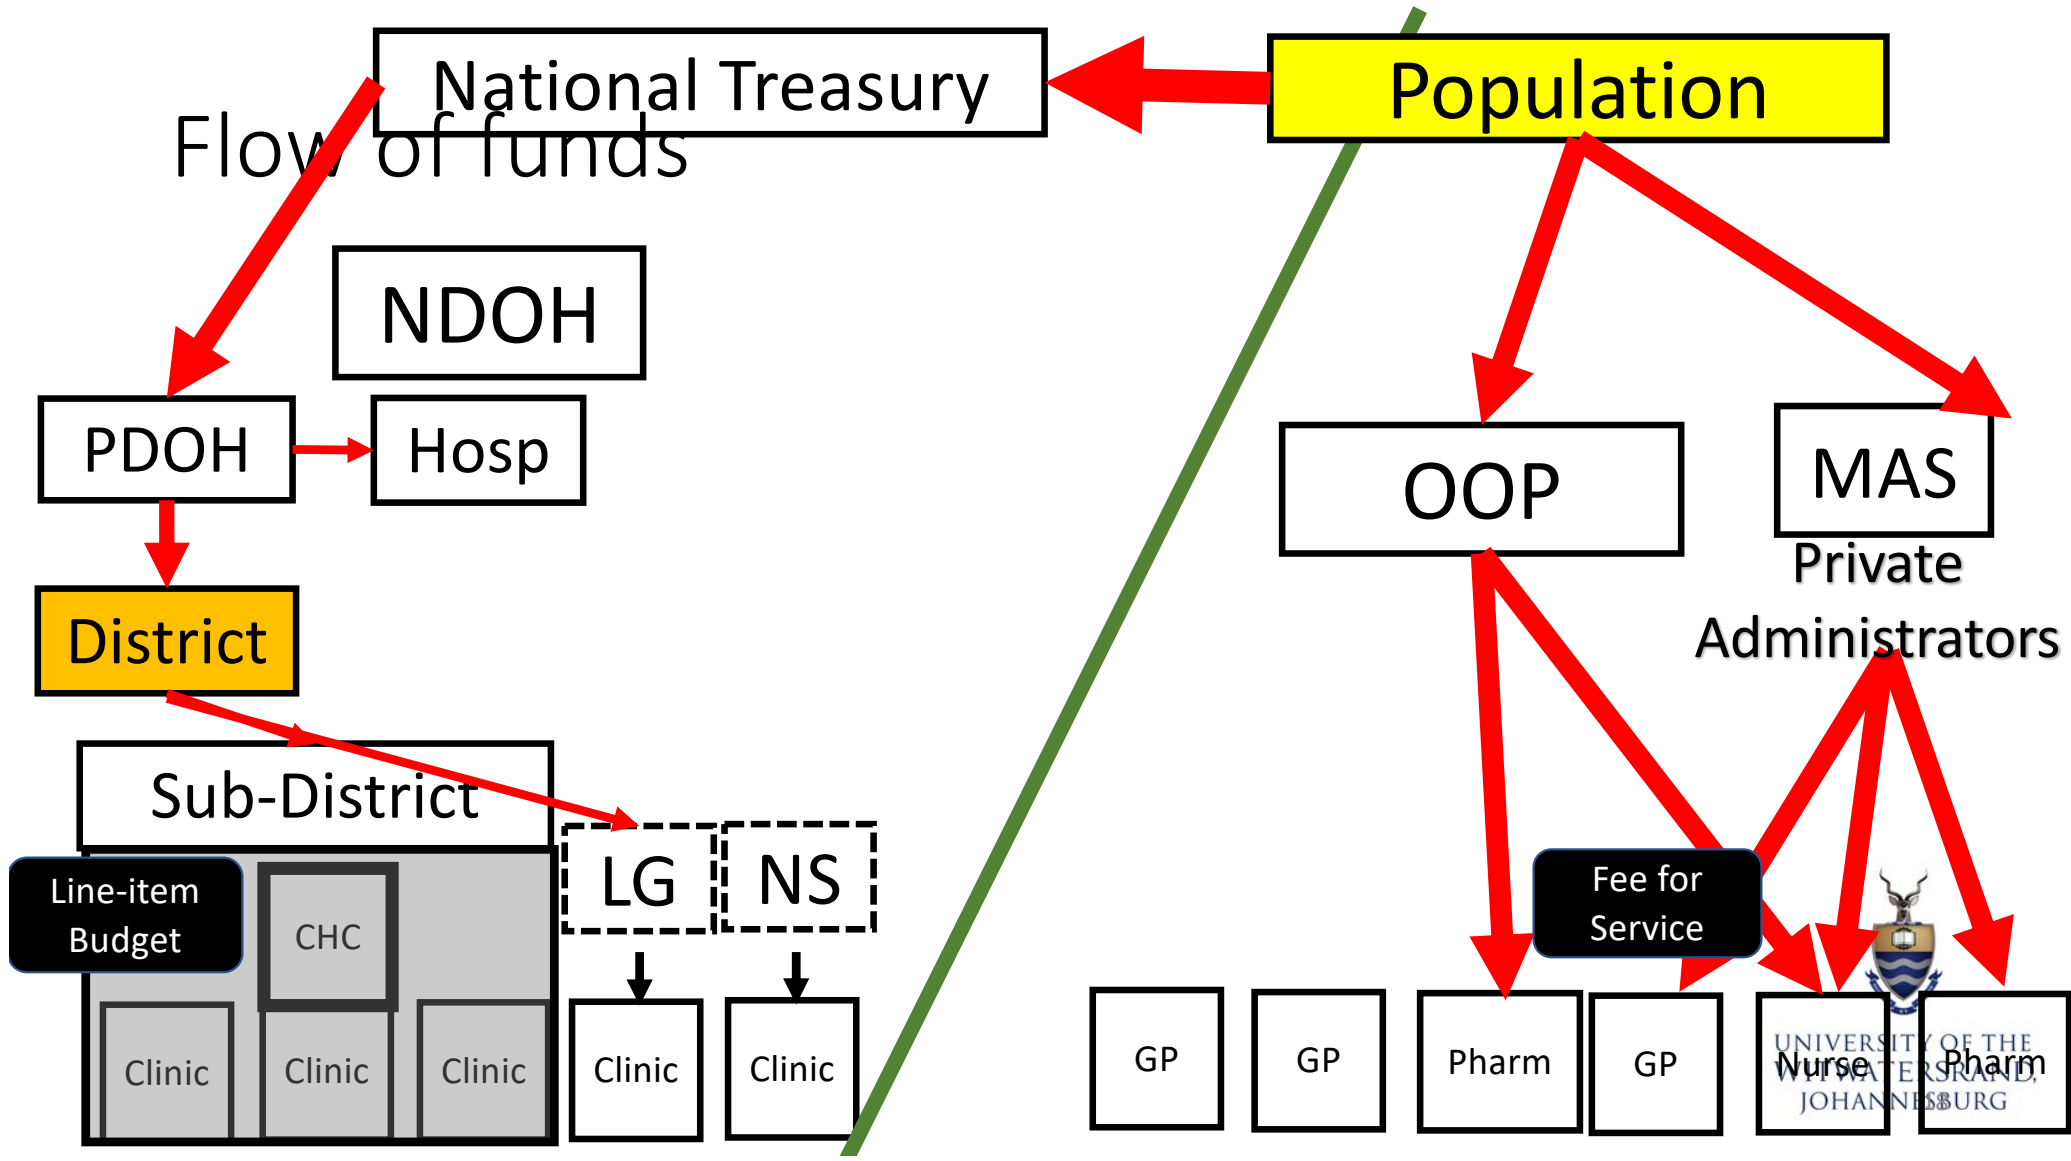 National Treasury
Population
Flow of funds
NDOH
PDOH
Hosp
OOP
MAS
Private
Administrators
District
Sub-District
LG
NS
Line-item
Budget
CHC
Fee for
Service
Clinic
Clinic
Clinic
Clinic
Clinic
GP
GP
Pharm
GP
Nurse
Pharm
UNIVERSITY OF THE
WITWATERSRAND,
JOHANNESBURG
18